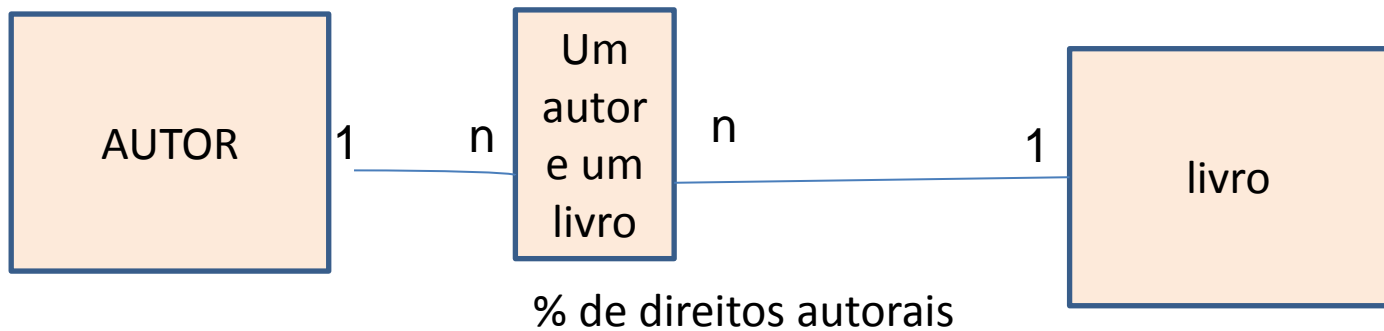 AUTOR
1
n
Um
autor
e um
livro
n
1
livro
% de direitos autorais